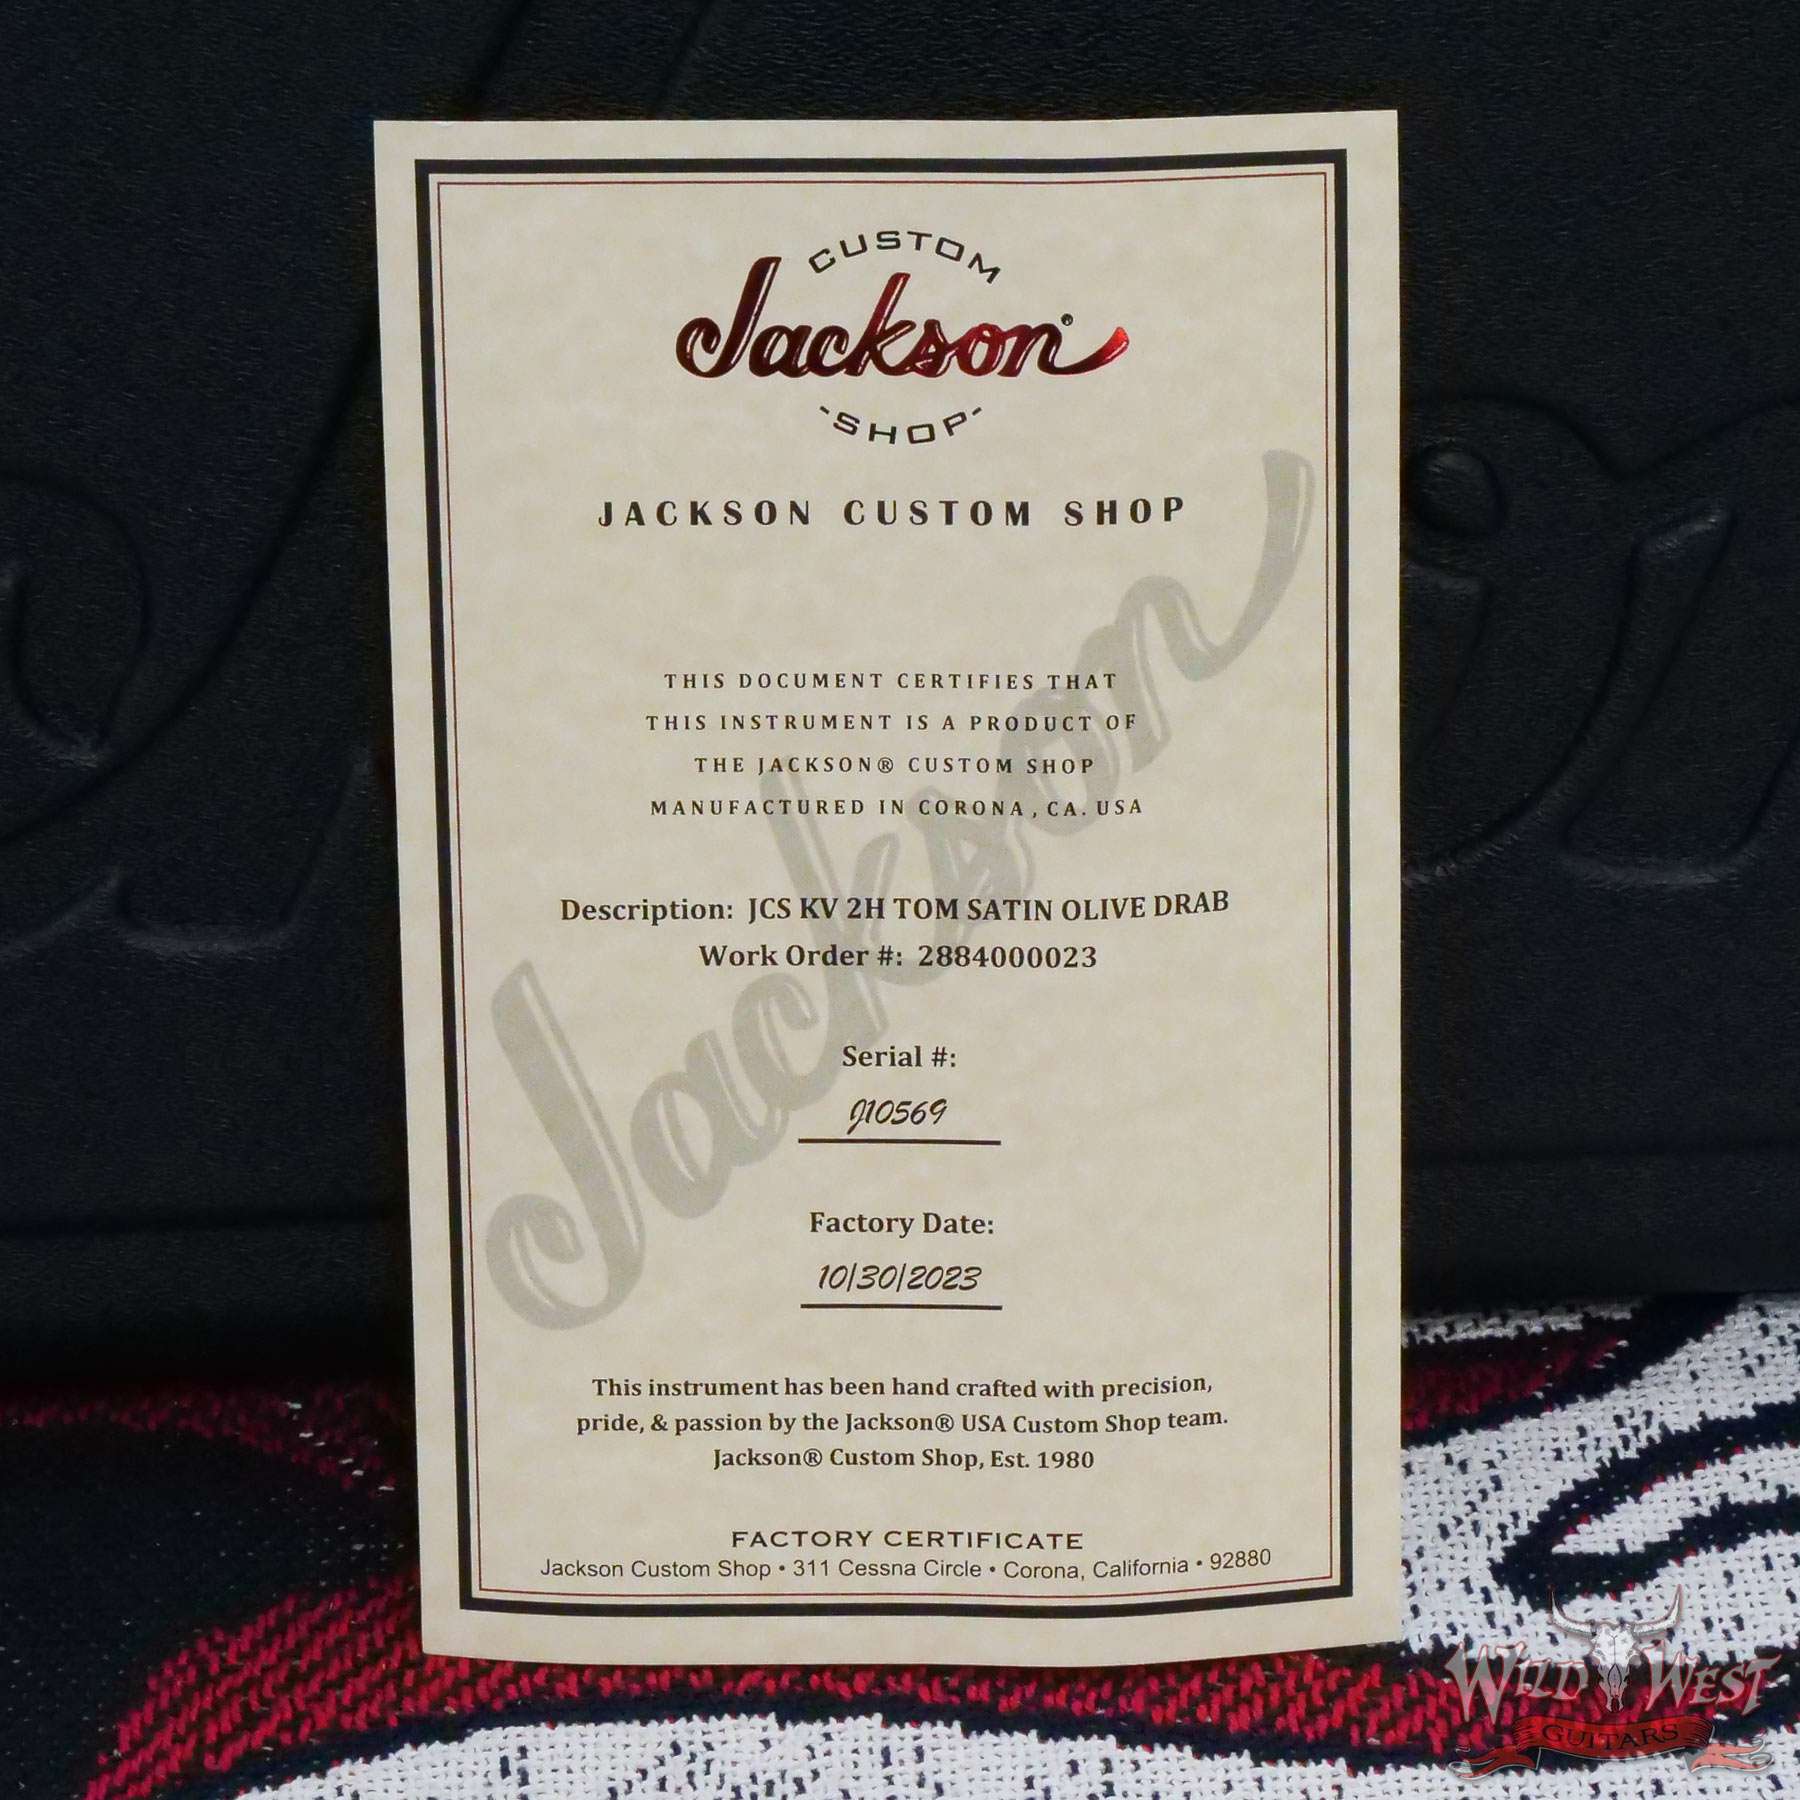 CUSTOM
Jackson®
-SHOP-
JACKSON CUSTOM SHOP
THIS DOCUMENT CERTIFIES THAT
THIS INSTRUMENT IS A PRODUCT OF
THE JACKSON® CUSTOM SHOP
MANUFACTURED IN CORONA, CA. USA
Jackson
Description: JCS KV 2H TOM SATIN OLIVE DRAB
Work Order #: 2884000023
Serial #:
J10569
Factory Date:
10/30/2023
This instrument has been hand crafted with precision,
pride, & passion by the Jackson® USA Custom Shop team.
Jackson® Custom Shop, Est. 1980
FACTORY CERTIFICATE
Jackson Custom Shop • 311 Cessna Circle • Corona, California • 92880
WILD WEST
GUITARS